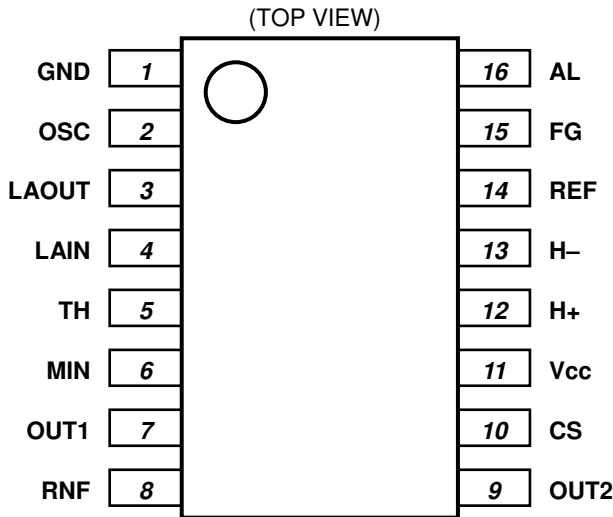 (TOP VIEW)
GND 1 16 AL
OSC 2 15 FG
LAOUT 3 14 REF
LAIN 4 13 H–
TH 5 12 H+
MIN 6 11 Vcc
OUT1 7 10 CS
RNF 8 9 OUT2